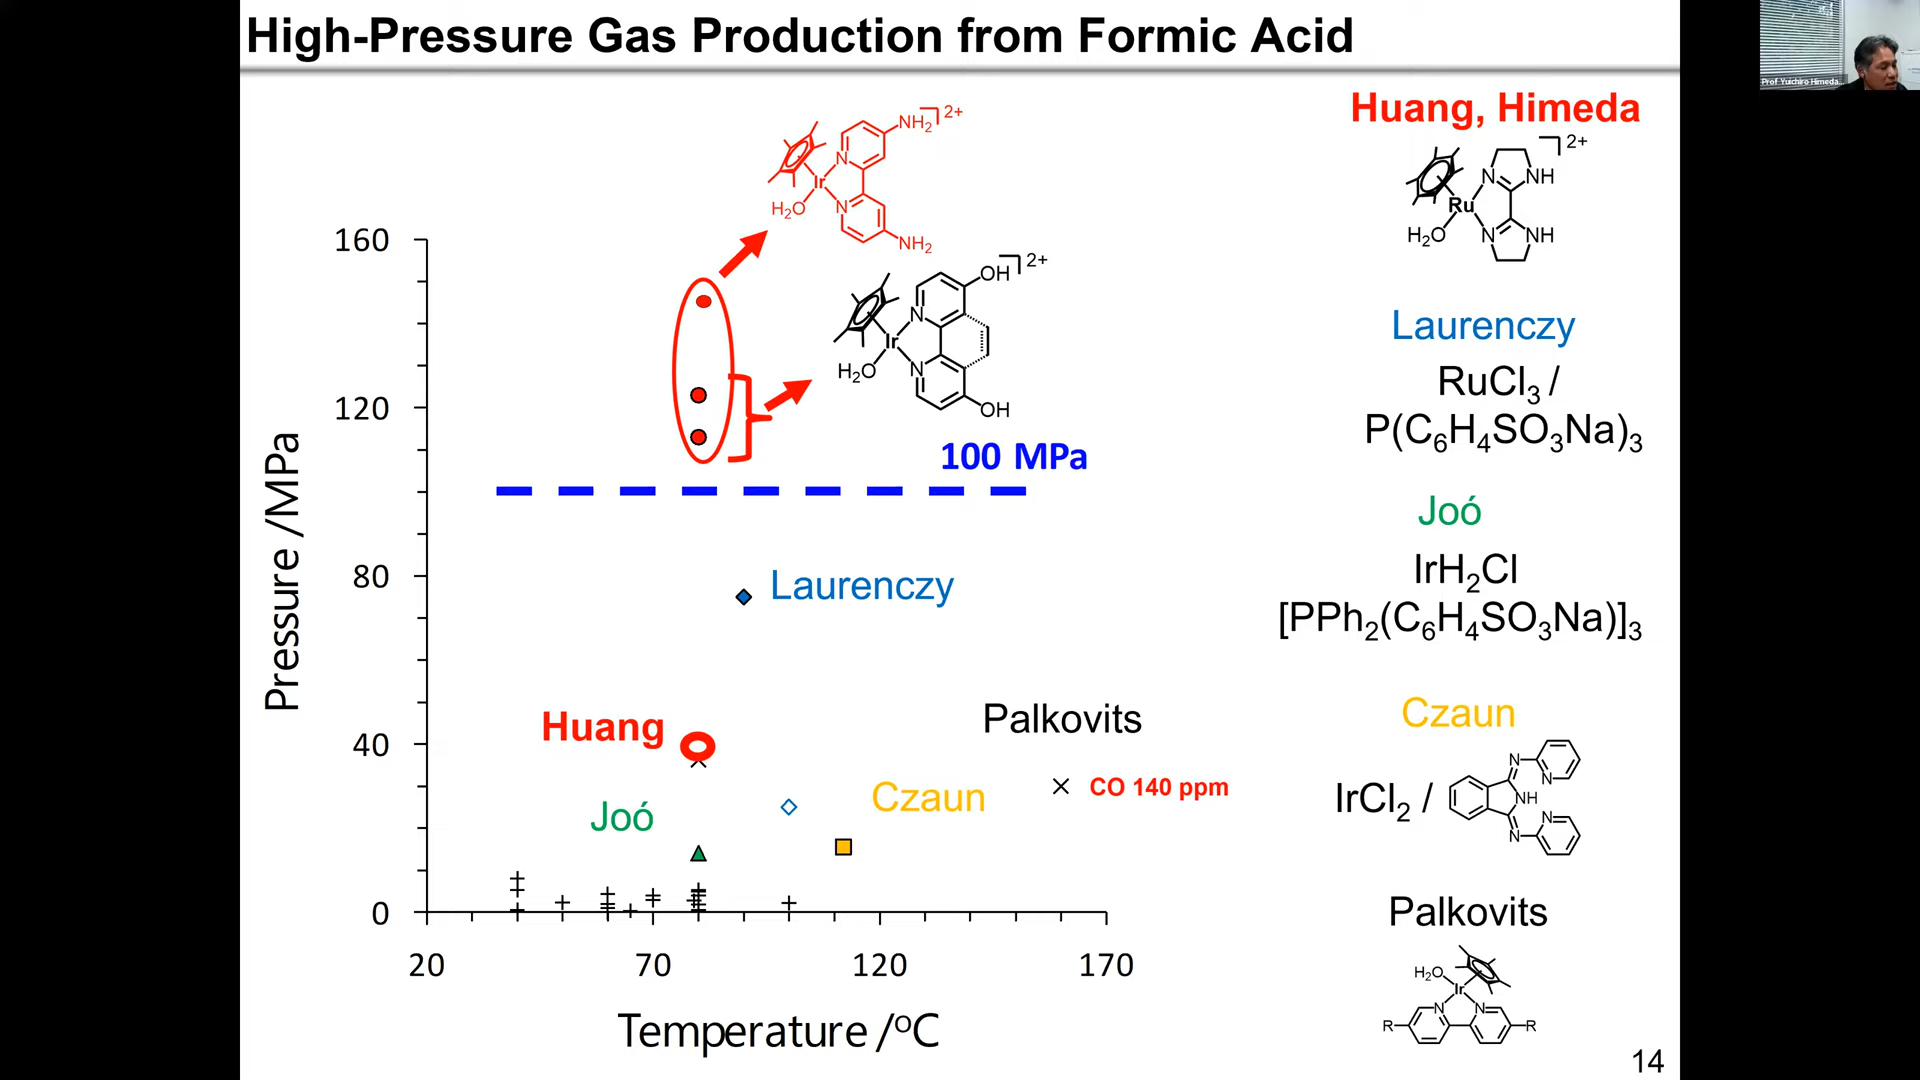 High-Pressure Gas Production from Formic Acid
Prof Yuichiro Himeda...
Huang, Himeda
2+
Ru
N
NH
N
NH
H₂O
Laurenczy
RuCl₃ /
P(C₆H₄SO₃Na)₃
Joó
IrH₂Cl
[PPh₂(C₆H₄SO₃Na)]₃
Czaun
IrCl₂ /
N
N
NH
N
N
Palkovits
H₂O
Ir
N
N
R
R
NH₂
2+
N
Ir
H₂O
N
NH₂
OH
2+
N
Ir
H₂O
N
OH
100 MPa
Laurenczy
Huang
Palkovits
CO 140 ppm
Czaun
Joó
Pressure /MPa
160
120
80
40
0
20
70
120
170
Temperature /°C
14